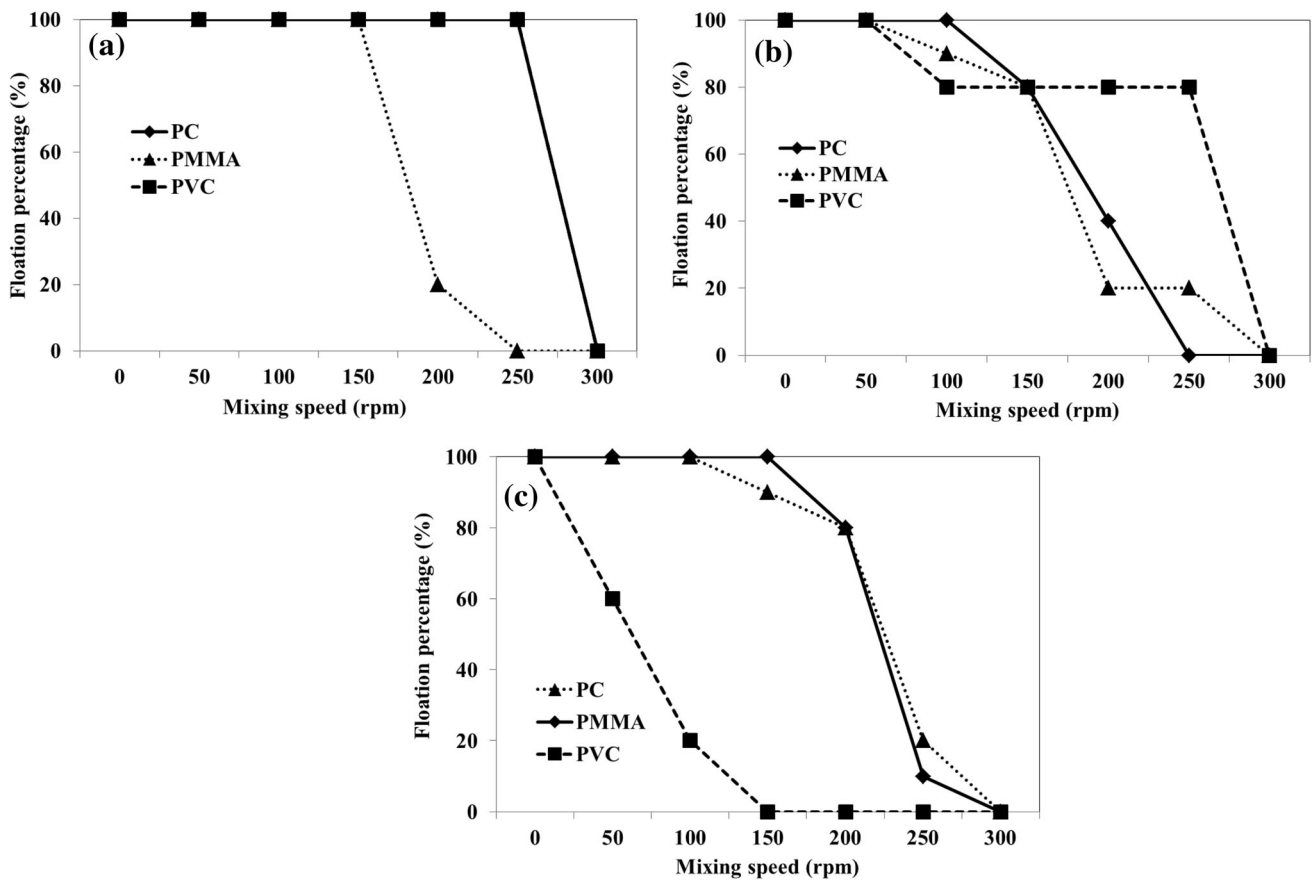 (a)
Floation percentage (%)
100
80
60
40
20
0
PC
PMMA
PVC
0 50 100 150 200 250 300
Mixing speed (rpm)
(b)
Floation percentage (%)
100
80
60
40
20
0
PC
PMMA
PVC
0 50 100 150 200 250 300
Mixing speed (rpm)
(c)
Floation percentage (%)
100
80
60
40
20
0
PC
PMMA
PVC
0 50 100 150 200 250 300
Mixing speed (rpm)